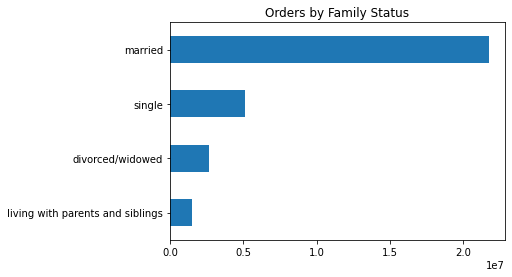 Orders by Family Status
married
single
divorced/widowed
living with parents and siblings
0.0 0.5 1.0 1.5 2.0
1e7